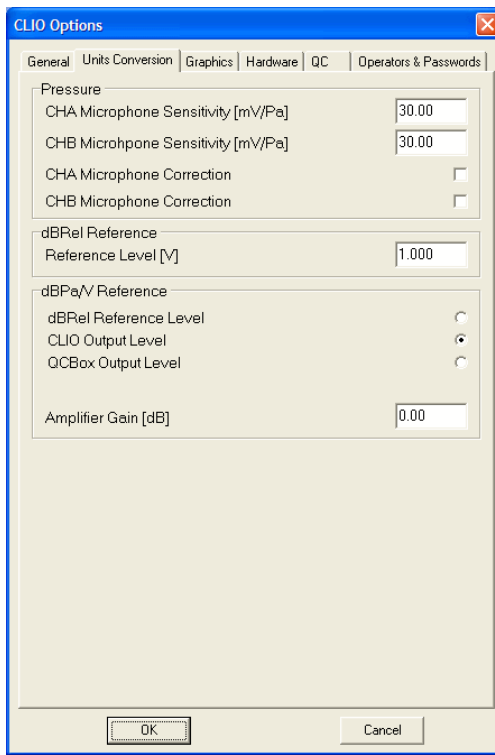 CLIO Options
General Units Conversion Graphics Hardware QC Operators & Passwords
Pressure
CHA Microphone Sensitivity [mV/Pa] 30.00
CHB Microhpone Sensitivity [mV/Pa] 30.00
CHA Microphone Correction
CHB Microphone Correction
dBRel Reference
Reference Level [V] 1.000
dBPa/V Reference
dBRel Reference Level
CLIO Output Level
QCBox Output Level
Amplifier Gain [dB] 0.00
OK Cancel